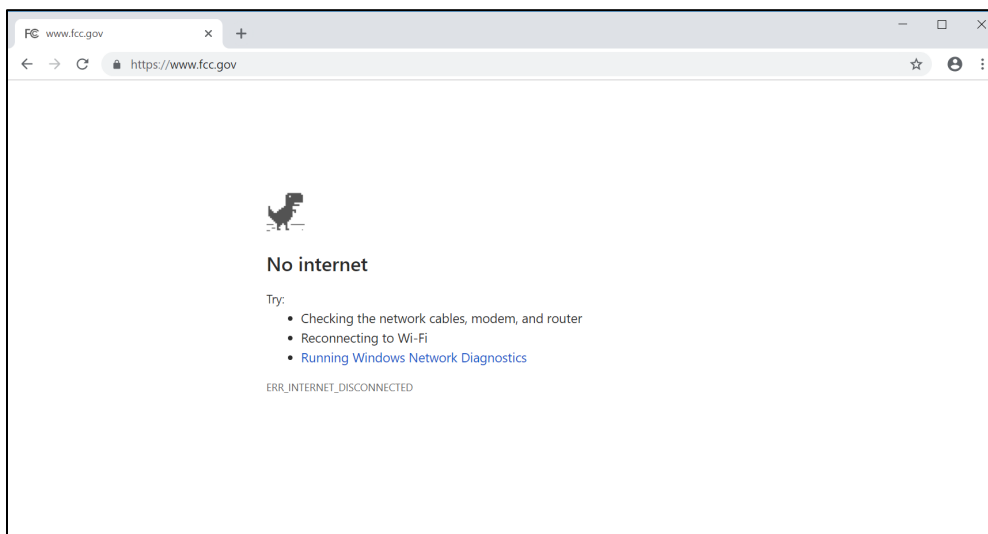 FC www.fcc.gov
https://www.fcc.gov
No internet
Try:
• Checking the network cables, modem, and router
• Reconnecting to Wi-Fi
• Running Windows Network Diagnostics
ERR_INTERNET_DISCONNECTED